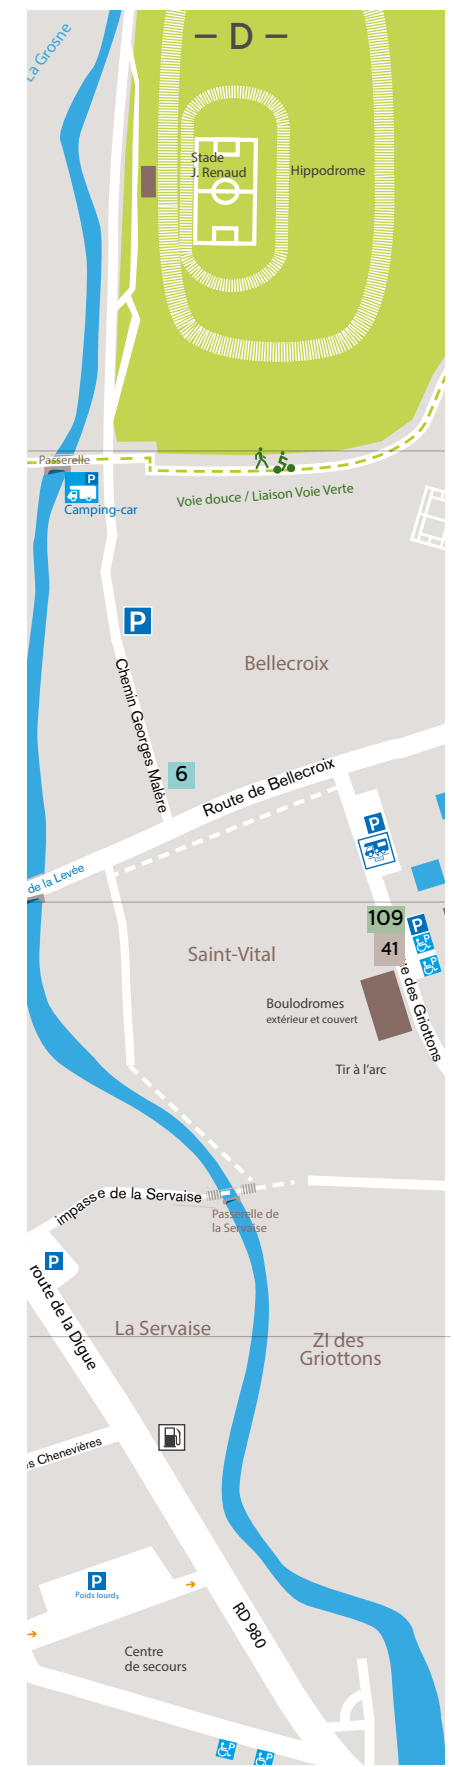 – D –
La Grosne
Stade
J. Renaud
Hippodrome
Passerelle
P
Camping-car
Voie douce / Liaison Voie Verte
P
Bellecroix
Chemin Georges Malère
6
Route de Bellecroix
P
de la Levée
109
P
41
P
Saint-Vital
P
ue des Griottons
Boulodromes
extérieur et couvert
Tir à l'arc
impasse de la Servaise
Passerelle de
la Servaise
P
route de la Digue
La Servaise
ZI des
Griottons
s Chenevières
P
Poids lourds
RD 980
Centre
de secours
P
P